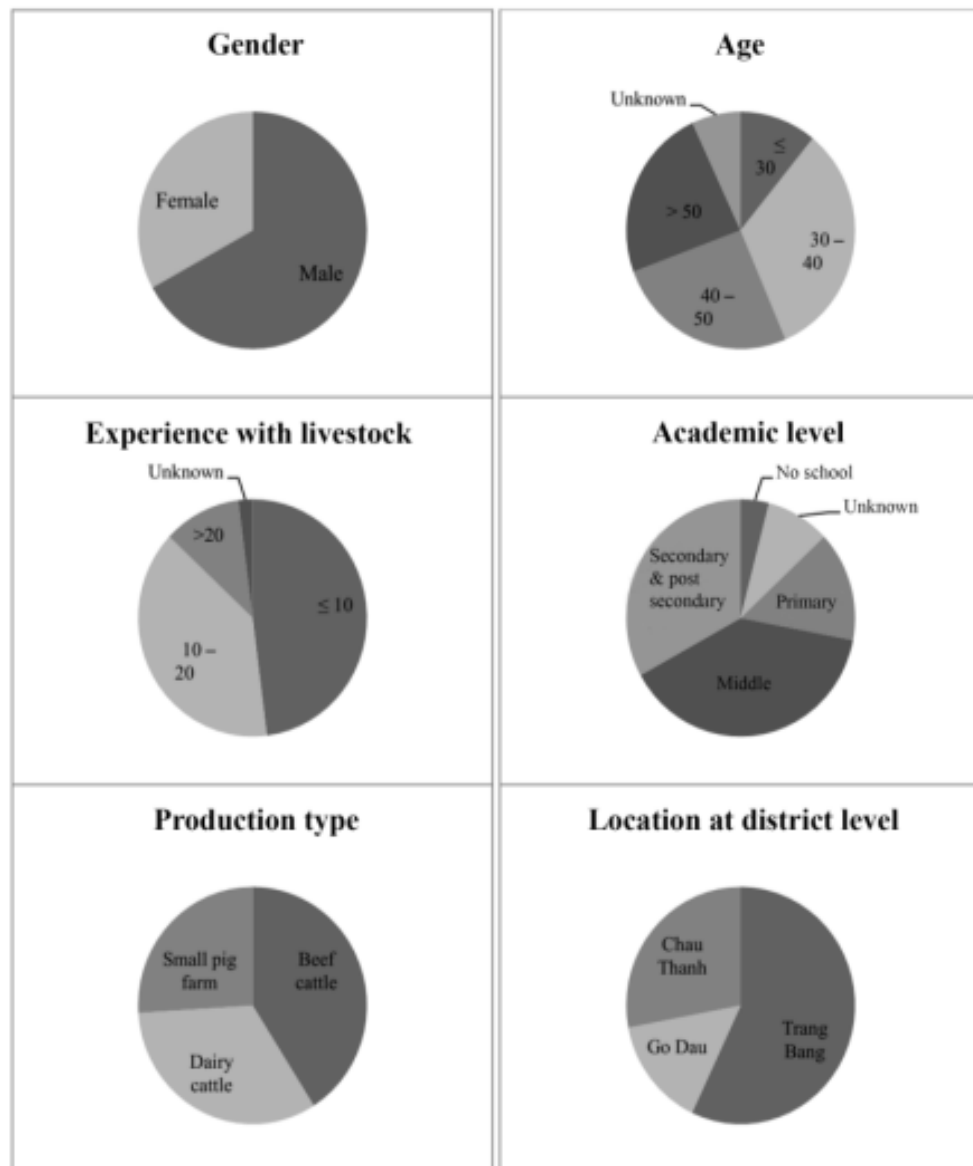 Gender
Female
Male
Age
Unknown
≤
30
> 50
30 –
40
40 –
50
Experience with livestock
Unknown
>20
≤ 10
10 –
20
Academic level
No school
Unknown
Secondary
& post
secondary
Primary
Middle
Production type
Small pig
farm
Beef
cattle
Dairy
cattle
Location at district level
Chau
Thanh
Go Dau
Trang
Bang